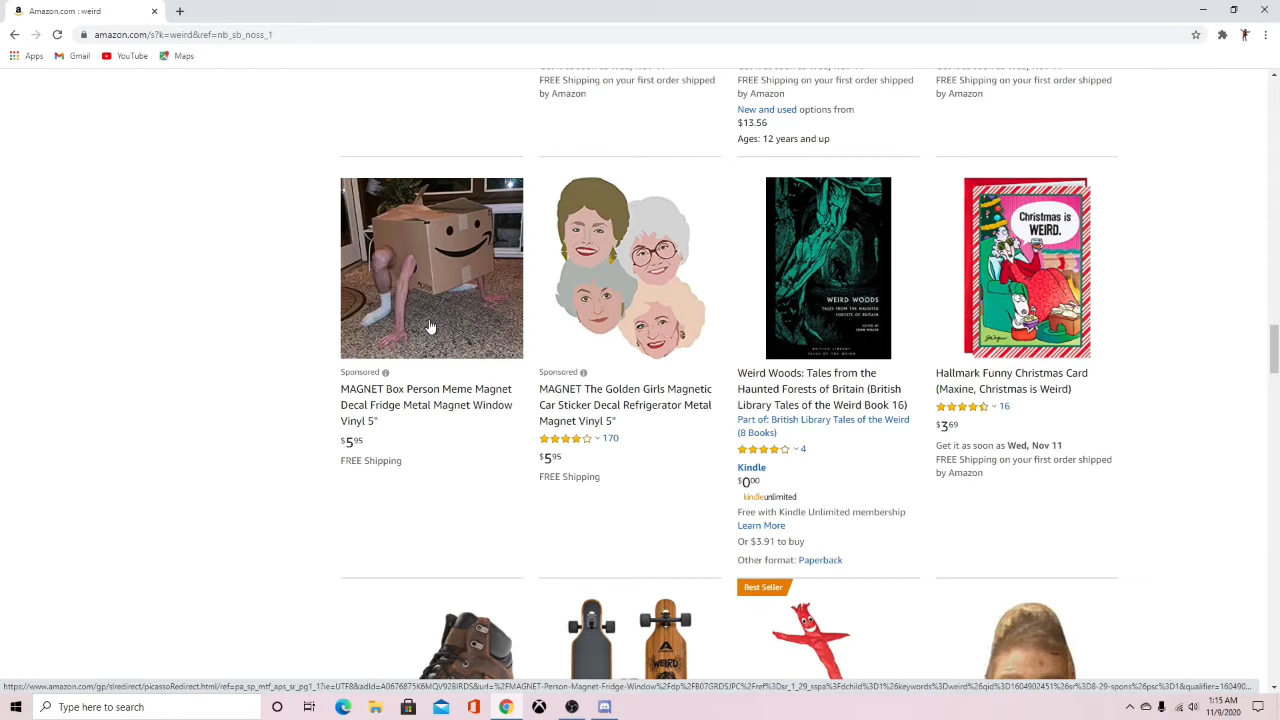 Amazon.com
amazon.com/s?k=weird&ref=nb_sb_noss_1
Apps Gmail YouTube Maps
FREE Shipping on your first order shipped
by Amazon
FREE Shipping on your first order shipped
by Amazon
New and used options from
$13.56
Ages: 12 years and up
FREE Shipping on your first order shipped
by Amazon
Sponsored
MAGNET Box Person Meme Magnet
Decal Fridge Metal Magnet Window
Vinyl 5"
$5.95
FREE Shipping
Sponsored
MAGNET The Golden Girls Magnetic
Car Sticker Decal Refrigerator Metal
Magnet Vinyl 5"
170
$5.95
FREE Shipping
WEIRD WOODS
TALES FROM THE HAUNTED
FORESTS OF BRITAIN
Weird Woods: Tales from the
Haunted Forests of Britain (British
Library Tales of the Weird Book 16)
Part of: British Library Tales of the Weird
(8 Books)
4
Kindle
$0.00
kindleunlimited
Free with Kindle Unlimited membership
Learn More
Or $3.91 to buy
Other format: Paperback
Christmas is
WEIRD.
Hallmark Funny Christmas Card
(Maxine, Christmas is Weird)
16
$3.69
Get it as soon as Wed, Nov 11
FREE Shipping on your first order shipped
by Amazon
WEIRD
Best Seller
Type here to search
1:15 AM
11/9/2020